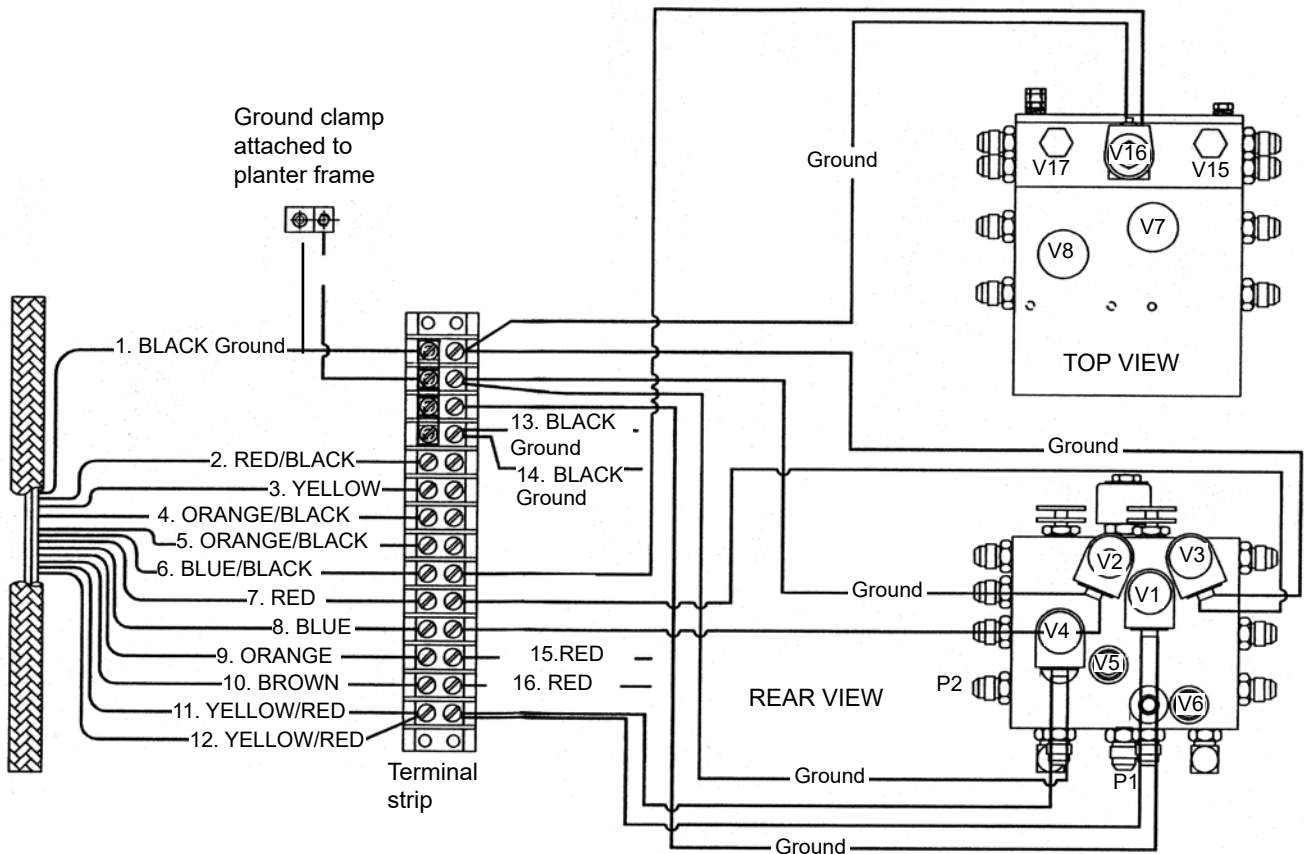 Ground clamp
attached to
planter frame
Ground
V17
V16
V15
V8
V7
TOP VIEW
1. BLACK Ground
13. BLACK
Ground
14. BLACK
Ground
2. RED/BLACK
3. YELLOW
4. ORANGE/BLACK
5. ORANGE/BLACK
6. BLUE/BLACK
7. RED
8. BLUE
9. ORANGE
10. BROWN
11. YELLOW/RED
12. YELLOW/RED
15.RED
16. RED
Terminal
strip
Ground
Ground
V2
V3
V1
V4
V5
V6
P2
REAR VIEW
P1
Ground
Ground